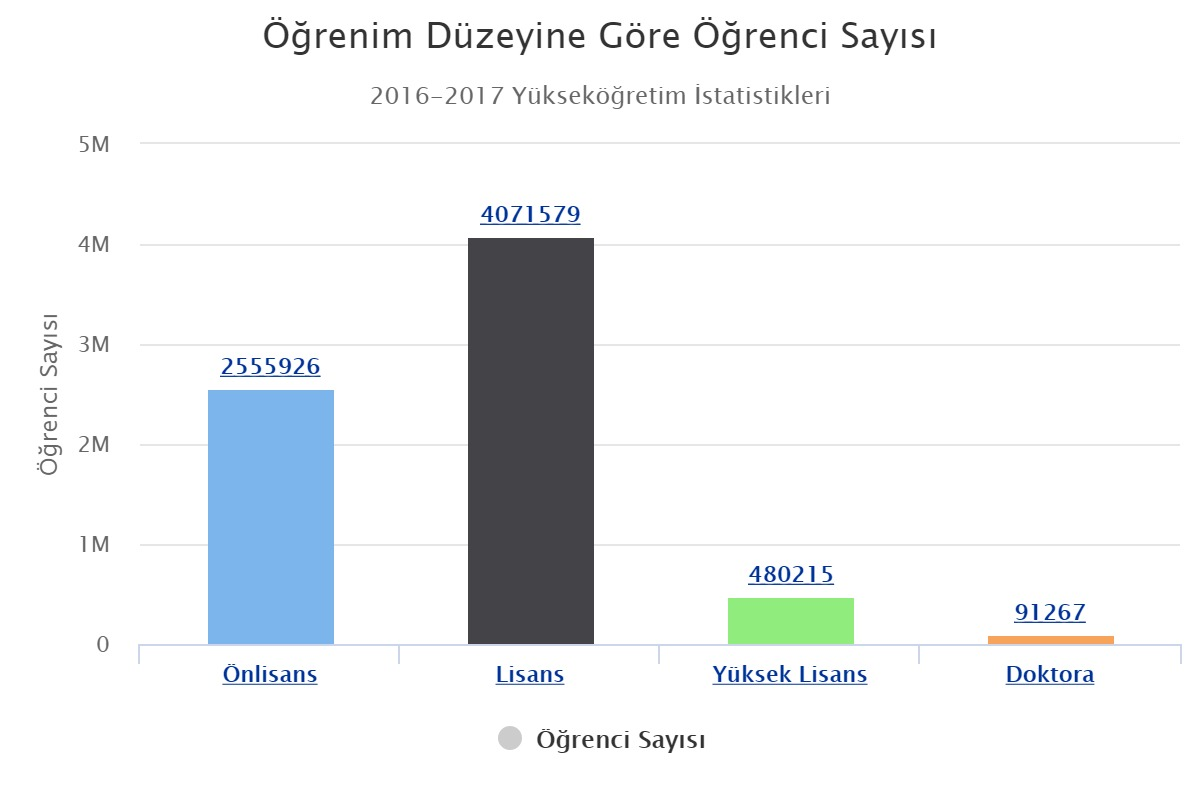 Öğrenim Düzeyine Göre Öğrenci Sayısı
2016-2017 Yükseköğretim İstatistikleri
Öğrenci Sayısı
5M
4M
3M
2M
1M
0
2555926
4071579
480215
91267
Önlisans
Lisans
Yüksek Lisans
Doktora
Öğrenci Sayısı